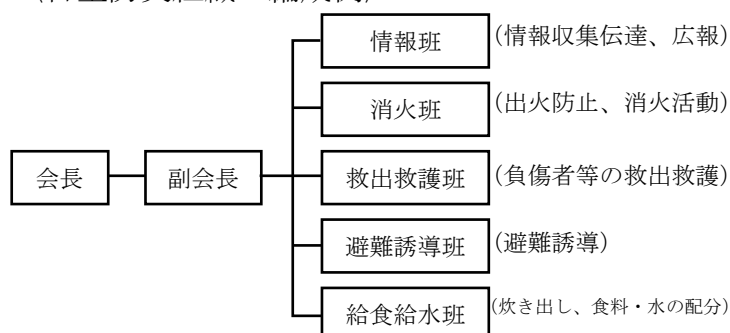 情報班 (情報収集伝達、広報)
消火班 (出火防止、消火活動)
会長 副会長 救出救護班 (負傷者等の救出救護)
避難誘導班 (避難誘導)
給食給水班 (炊き出し、食料・水の配分)